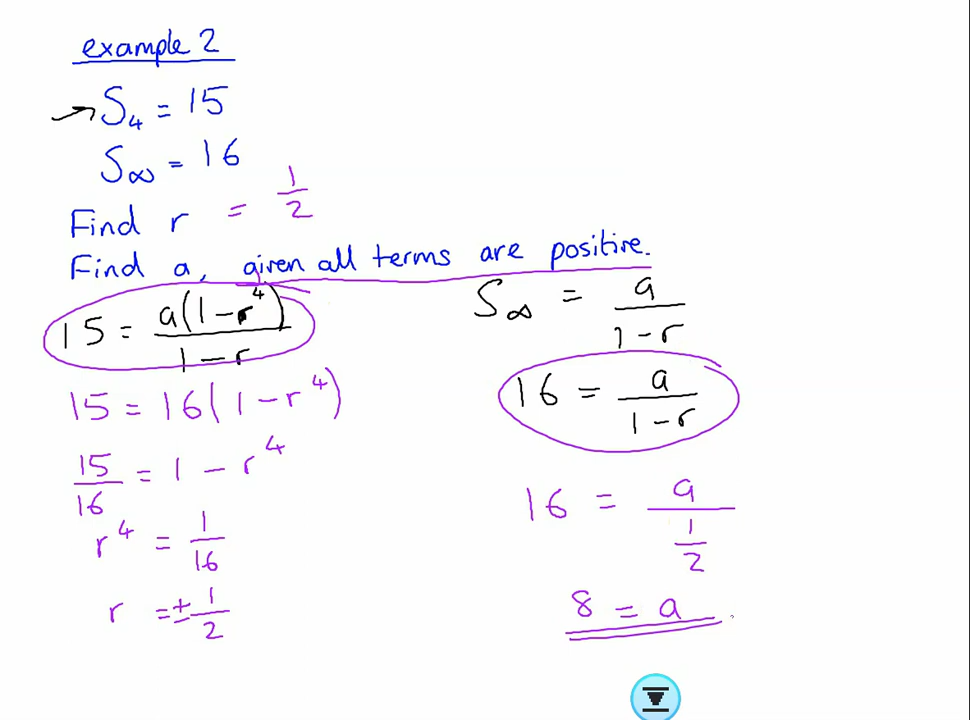 example 2
S₄ = 15
S∞ = 16
Find r = 1/2
Find a, given all terms are positive.
15 = a(1-r⁴)/(1-r)
15 = 16(1-r⁴)
15/16 = 1 - r⁴
r⁴ = 1/16
r = ± 1/2
S∞ = a/(1-r)
16 = a/(1-r)
16 = a/(1/2)
8 = a